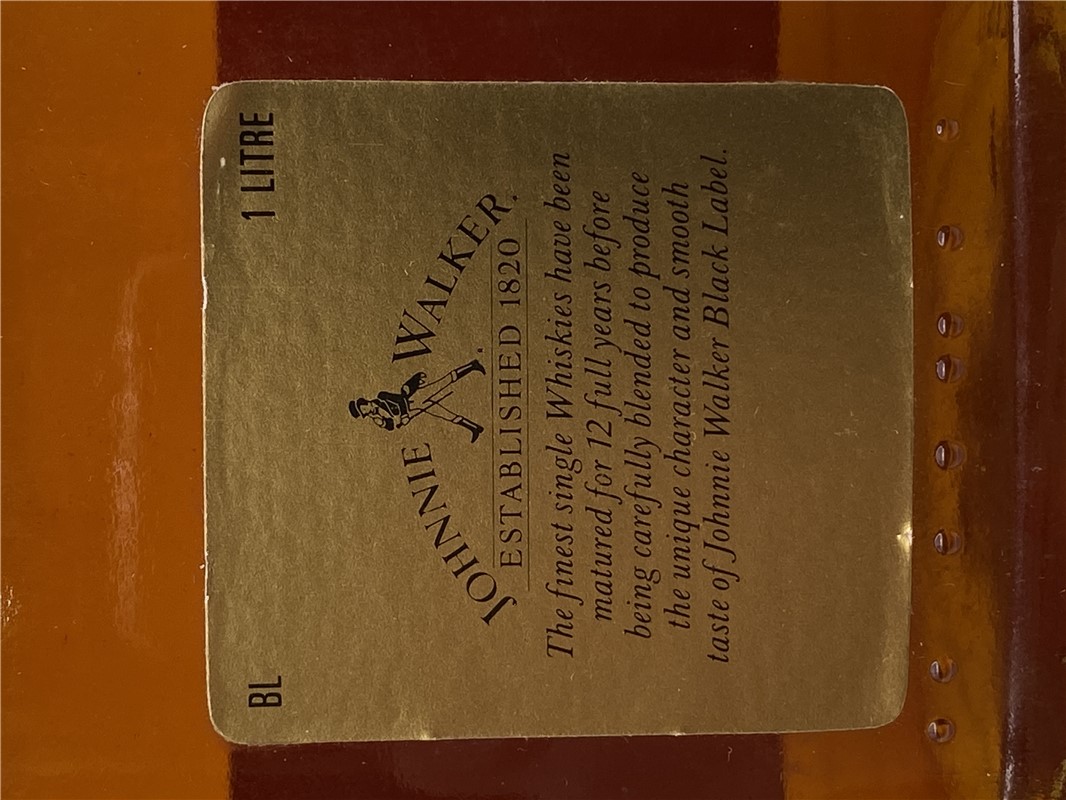 BL 1 LITRE
JOHNNIE WALKER.
ESTABLISHED 1820
The finest single Whiskies have been
matured for 12 full years before
being carefully blended to produce
the unique character and smooth
taste of Johnnie Walker Black Label.